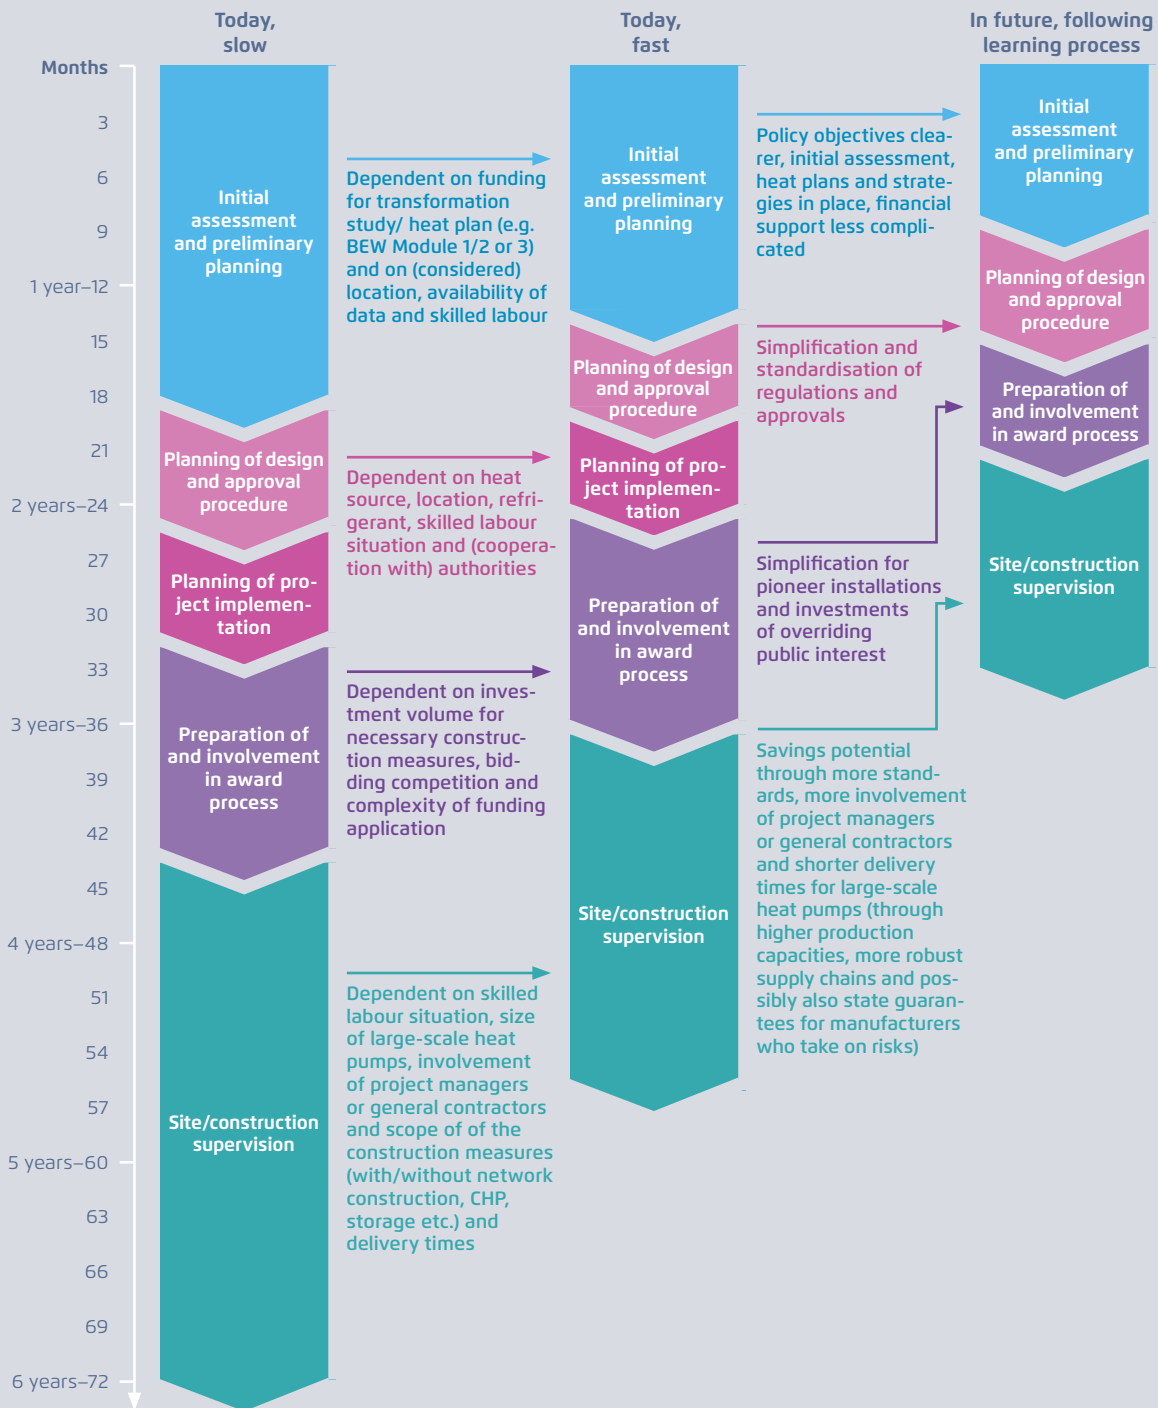 Today,
slow
Today,
fast
In future, following
learning process
Months
3
6
9
1 year–12
15
18
21
2 years–24
27
30
33
3 years–36
39
42
45
4 years–48
51
54
57
5 years–60
63
66
69
6 years–72
Initial
assessment
and preliminary
planning
Planning of design
and approval
procedure
Planning of pro-
ject implemen-
tation
Preparation of
and involvement
in award
process
Site/construction
supervision
Dependent on funding
for transformation
study/ heat plan (e.g.
BEW Module 1/2 or 3)
and on (considered)
location, availability of
data and skilled labour
Dependent on heat
source, location, refri-
gerant, skilled labour
situation and (coopera-
tion with) authorities
Dependent on inves-
tment volume for
necessary construc-
tion measures, bid-
ding competition and
complexity of funding
application
Dependent on skilled
labour situation, size
of large-scale heat
pumps, involvement
of project managers
or general contractors
and scope of of the
construction measures
(with/without network
construction, CHP,
storage etc.) and
delivery times
Initial
assessment
and preliminary
planning
Planning of design
and approval
procedure
Planning of pro-
ject implemen-
tation
Preparation of
and involvement
in award
process
Site/construction
supervision
Policy objectives clea-
rer, initial assessment,
heat plans and strate-
gies in place, financial
support less compli-
cated
Simplification and
standardisation of
regulations and
approvals
Simplification for
pioneer installations
and investments
of overriding
public interest
Savings potential
through more stand-
ards, more involvement
of project managers
or general contractors
and shorter delivery
times for large-scale
heat pumps (through
higher production
capacities, more robust
supply chains and pos-
sibly also state guaran-
tees for manufacturers
who take on risks)
Initial
assessment
and preliminary
planning
Planning of design
and approval
procedure
Preparation of
and involvement
in award process
Site/construction
supervision